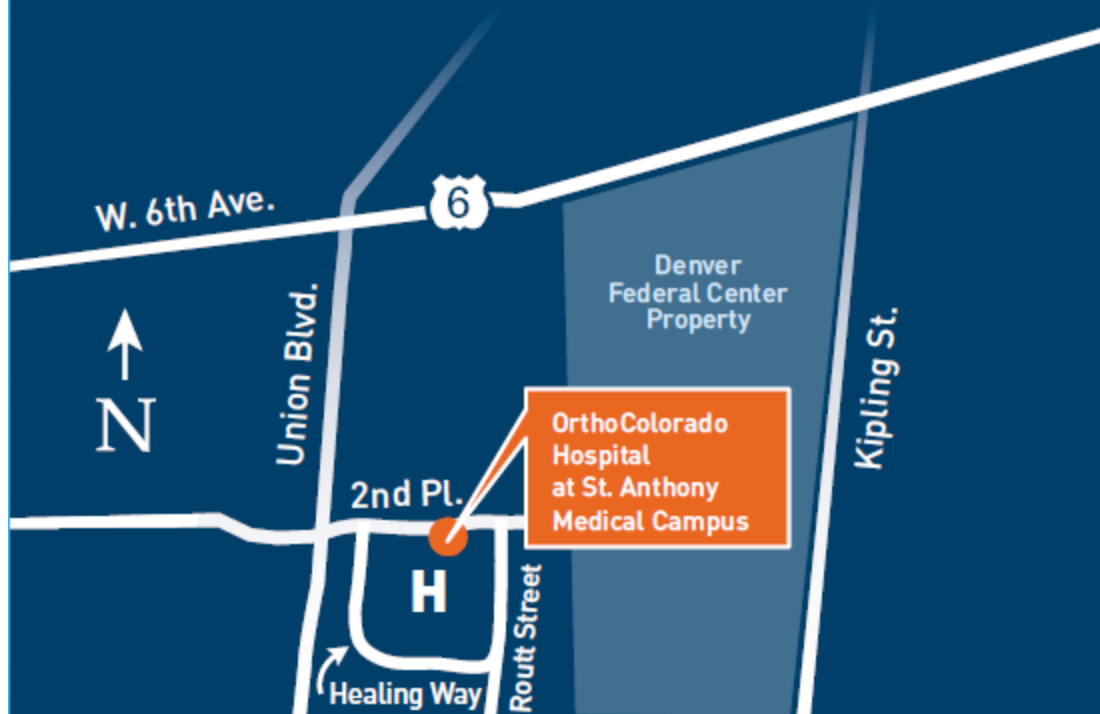 W. 6th Ave.
6
Denver
Federal Center
Property
N
Union Blvd.
Kipling St.
OrthoColorado
Hospital
at St. Anthony
Medical Campus
2nd Pl.
H
Routt Street
Healing Way